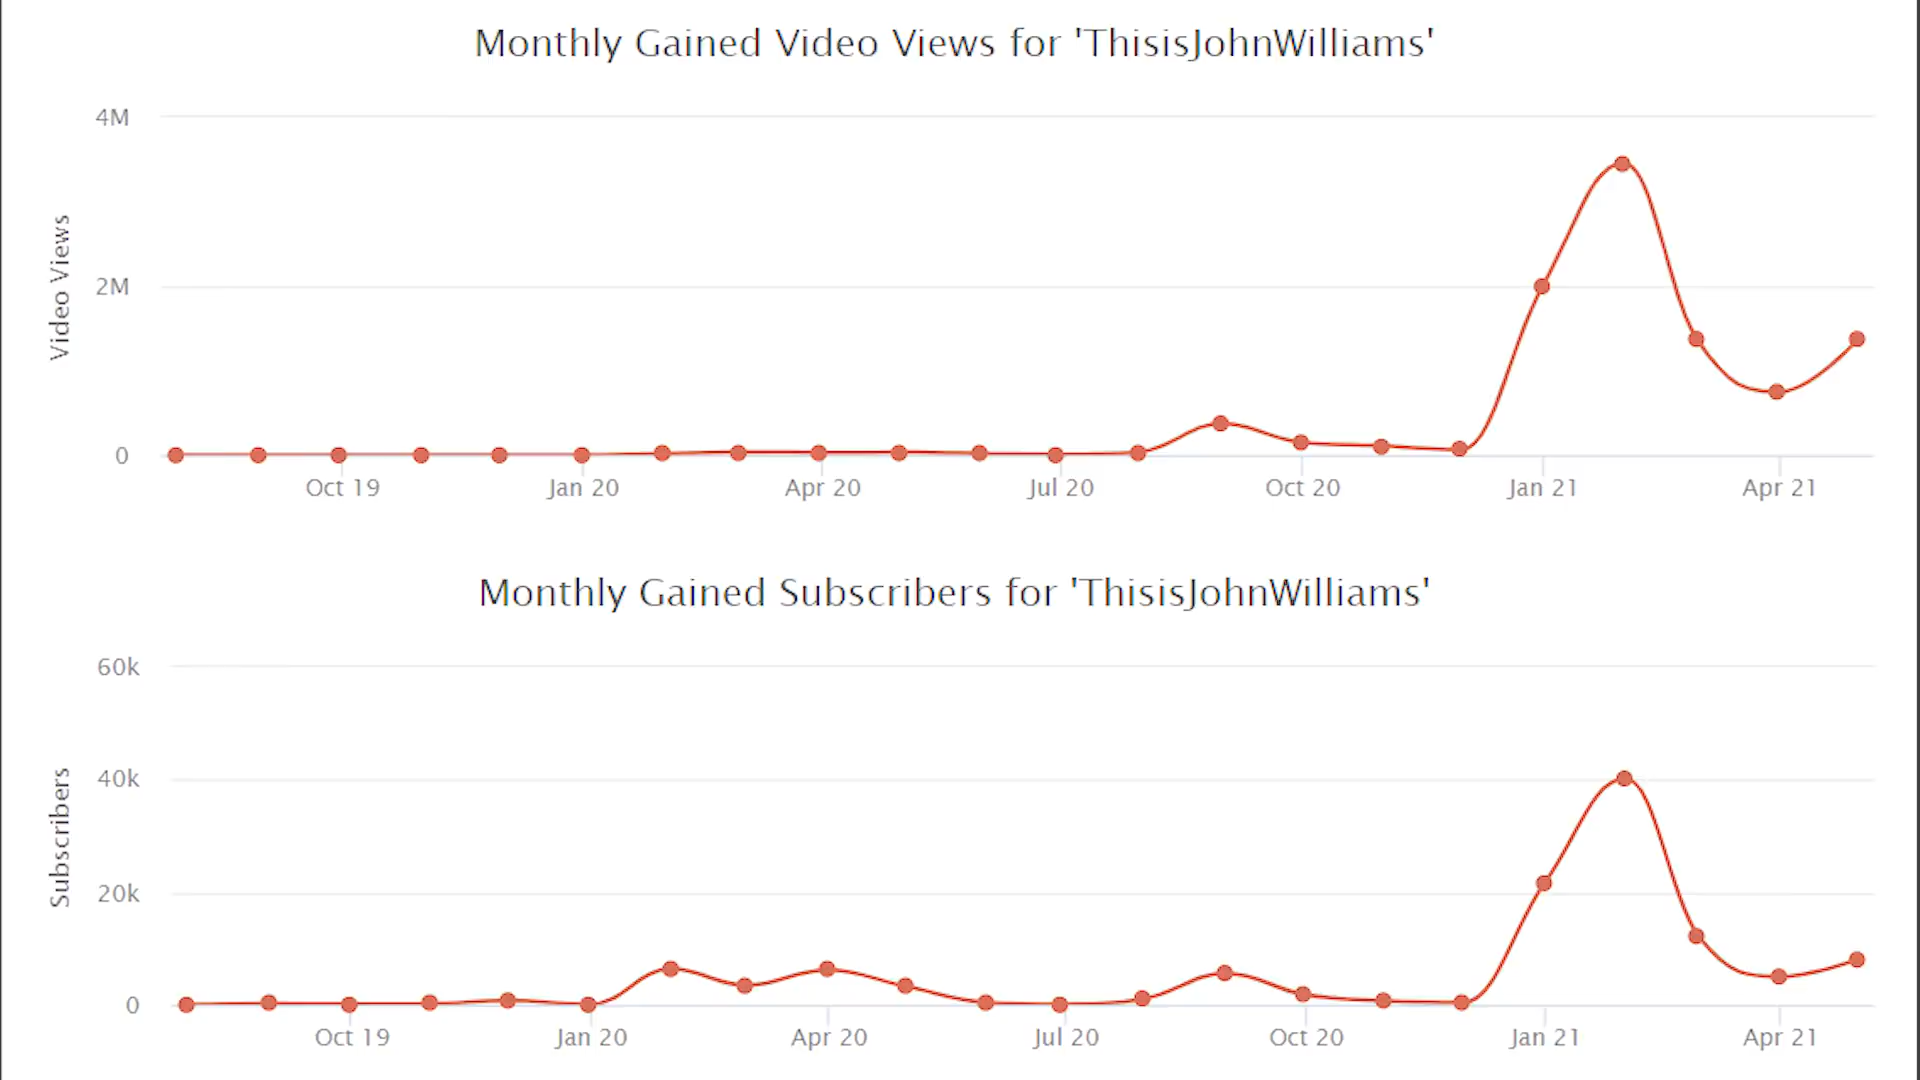 Monthly Gained Video Views for 'ThisisJohnWilliams'
4M
2M
0
Video Views
Oct 19 Jan 20 Apr 20 Jul 20 Oct 20 Jan 21 Apr 21
Monthly Gained Subscribers for 'ThisisJohnWilliams'
60k
40k
20k
0
Subscribers
Oct 19 Jan 20 Apr 20 Jul 20 Oct 20 Jan 21 Apr 21